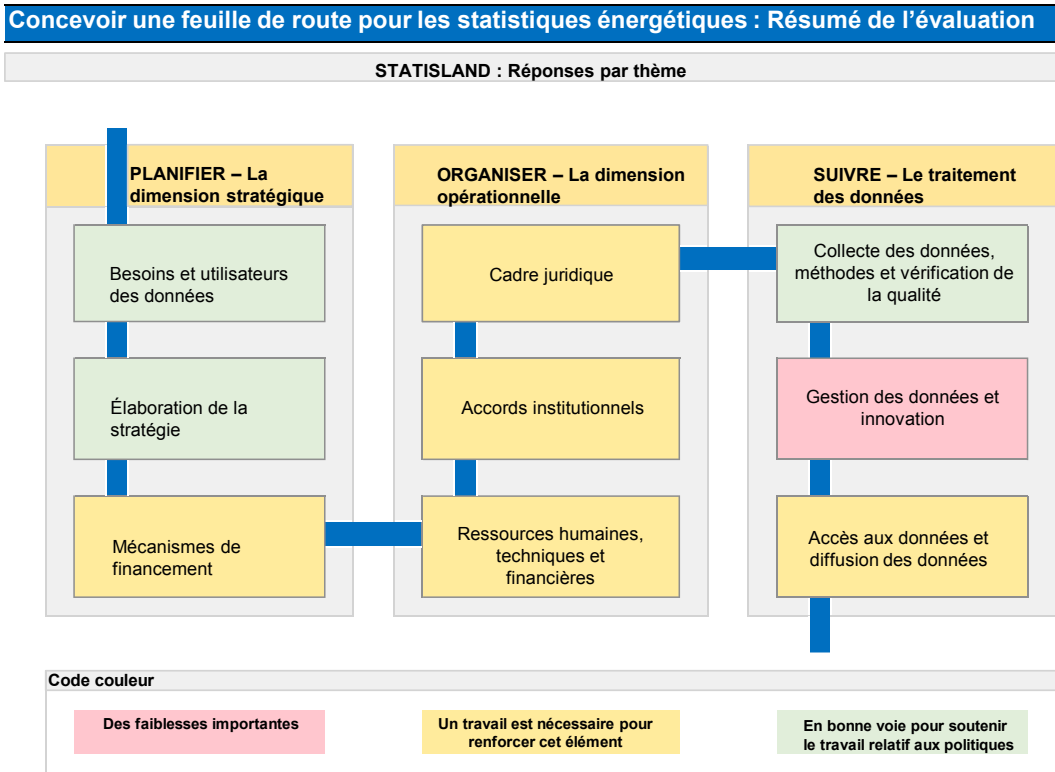 Concevoir une feuille de route pour les statistiques énergétiques : Résumé de l’évaluation
STATISLAND : Réponses par thème
PLANIFIER – La
dimension stratégique
Besoins et utilisateurs
des données
Élaboration de la
stratégie
Mécanismes de
financement
ORGANISER – La dimension
opérationnelle
Cadre juridique
Accords institutionnels
Ressources humaines,
techniques et
financières
SUIVRE – Le traitement
des données
Collecte des données,
méthodes et vérification de
la qualité
Gestion des données et
innovation
Accès aux données et
diffusion des données
Code couleur
Des faiblesses importantes
Un travail est nécessaire pour
renforcer cet élément
En bonne voie pour soutenir
le travail relatif aux politiques